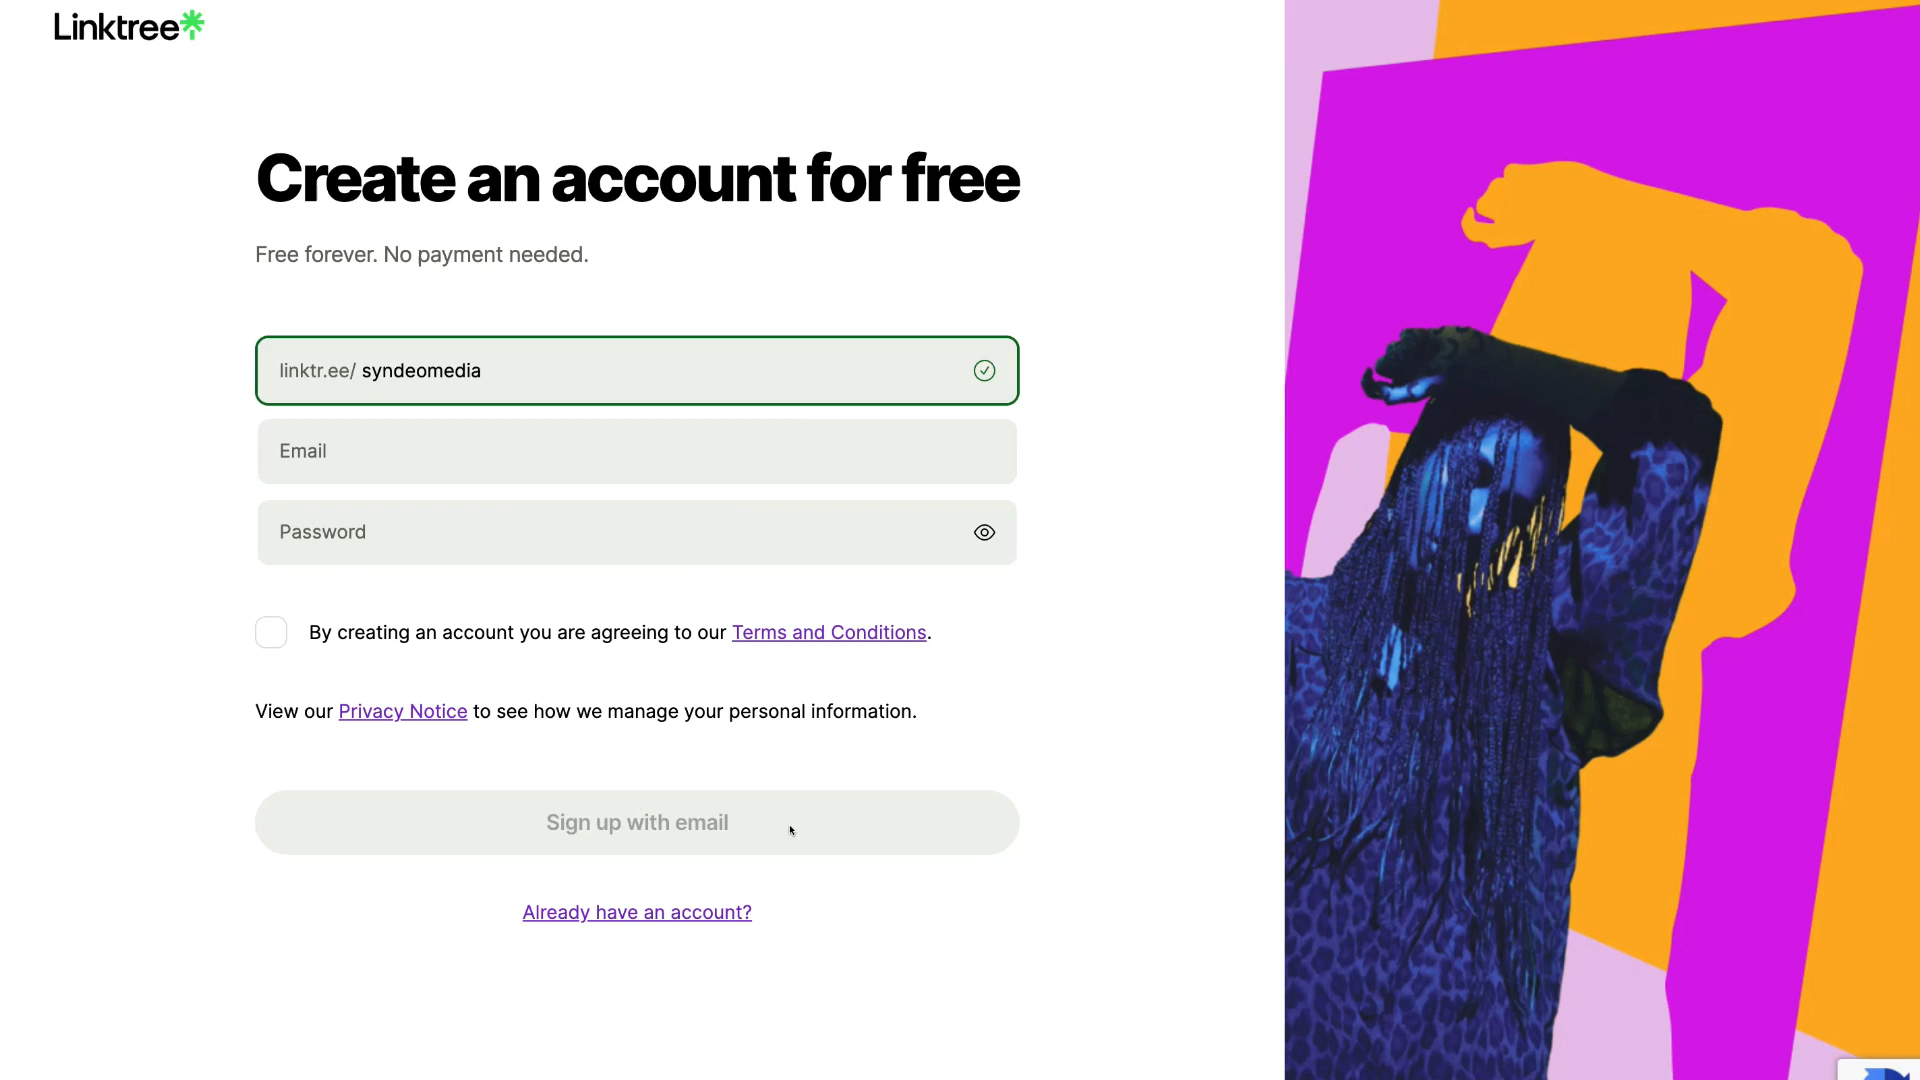 Linktree
Create an account for free
Free forever. No payment needed.
linktr.ee/ syndeomedia
Email
Password
By creating an account you are agreeing to our Terms and Conditions.
View our Privacy Notice to see how we manage your personal information.
Sign up with email
Already have an account?